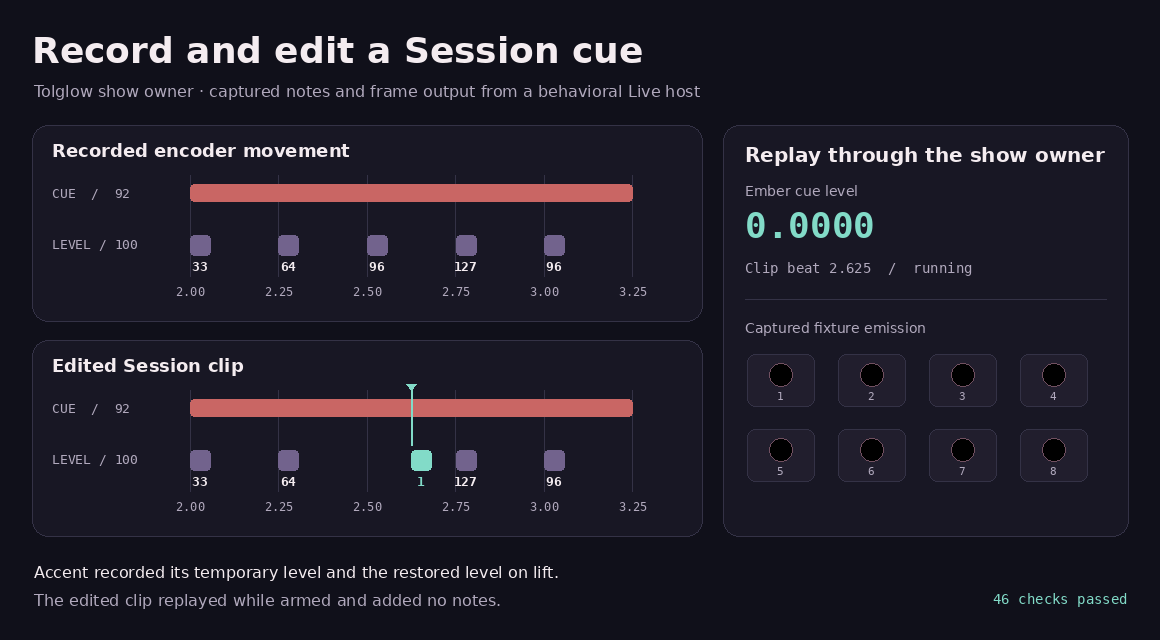 Record and edit a Session cue
Tolglow show owner · captured notes and frame output from a behavioral Live host
Recorded encoder movement
CUE / 92
LEVEL / 100
33 64 96 127 96
2.00 2.25 2.50 2.75 3.00 3.25
Edited Session clip
CUE / 92
LEVEL / 100
33 64 1 127 96
2.00 2.25 2.50 2.75 3.00 3.25
Replay through the show owner
Ember cue level
0.0000
Clip beat 2.625 / running
Captured fixture emission
1 2 3 4
5 6 7 8
Accent recorded its temporary level and the restored level on lift.
The edited clip replayed while armed and added no notes.
46 checks passed